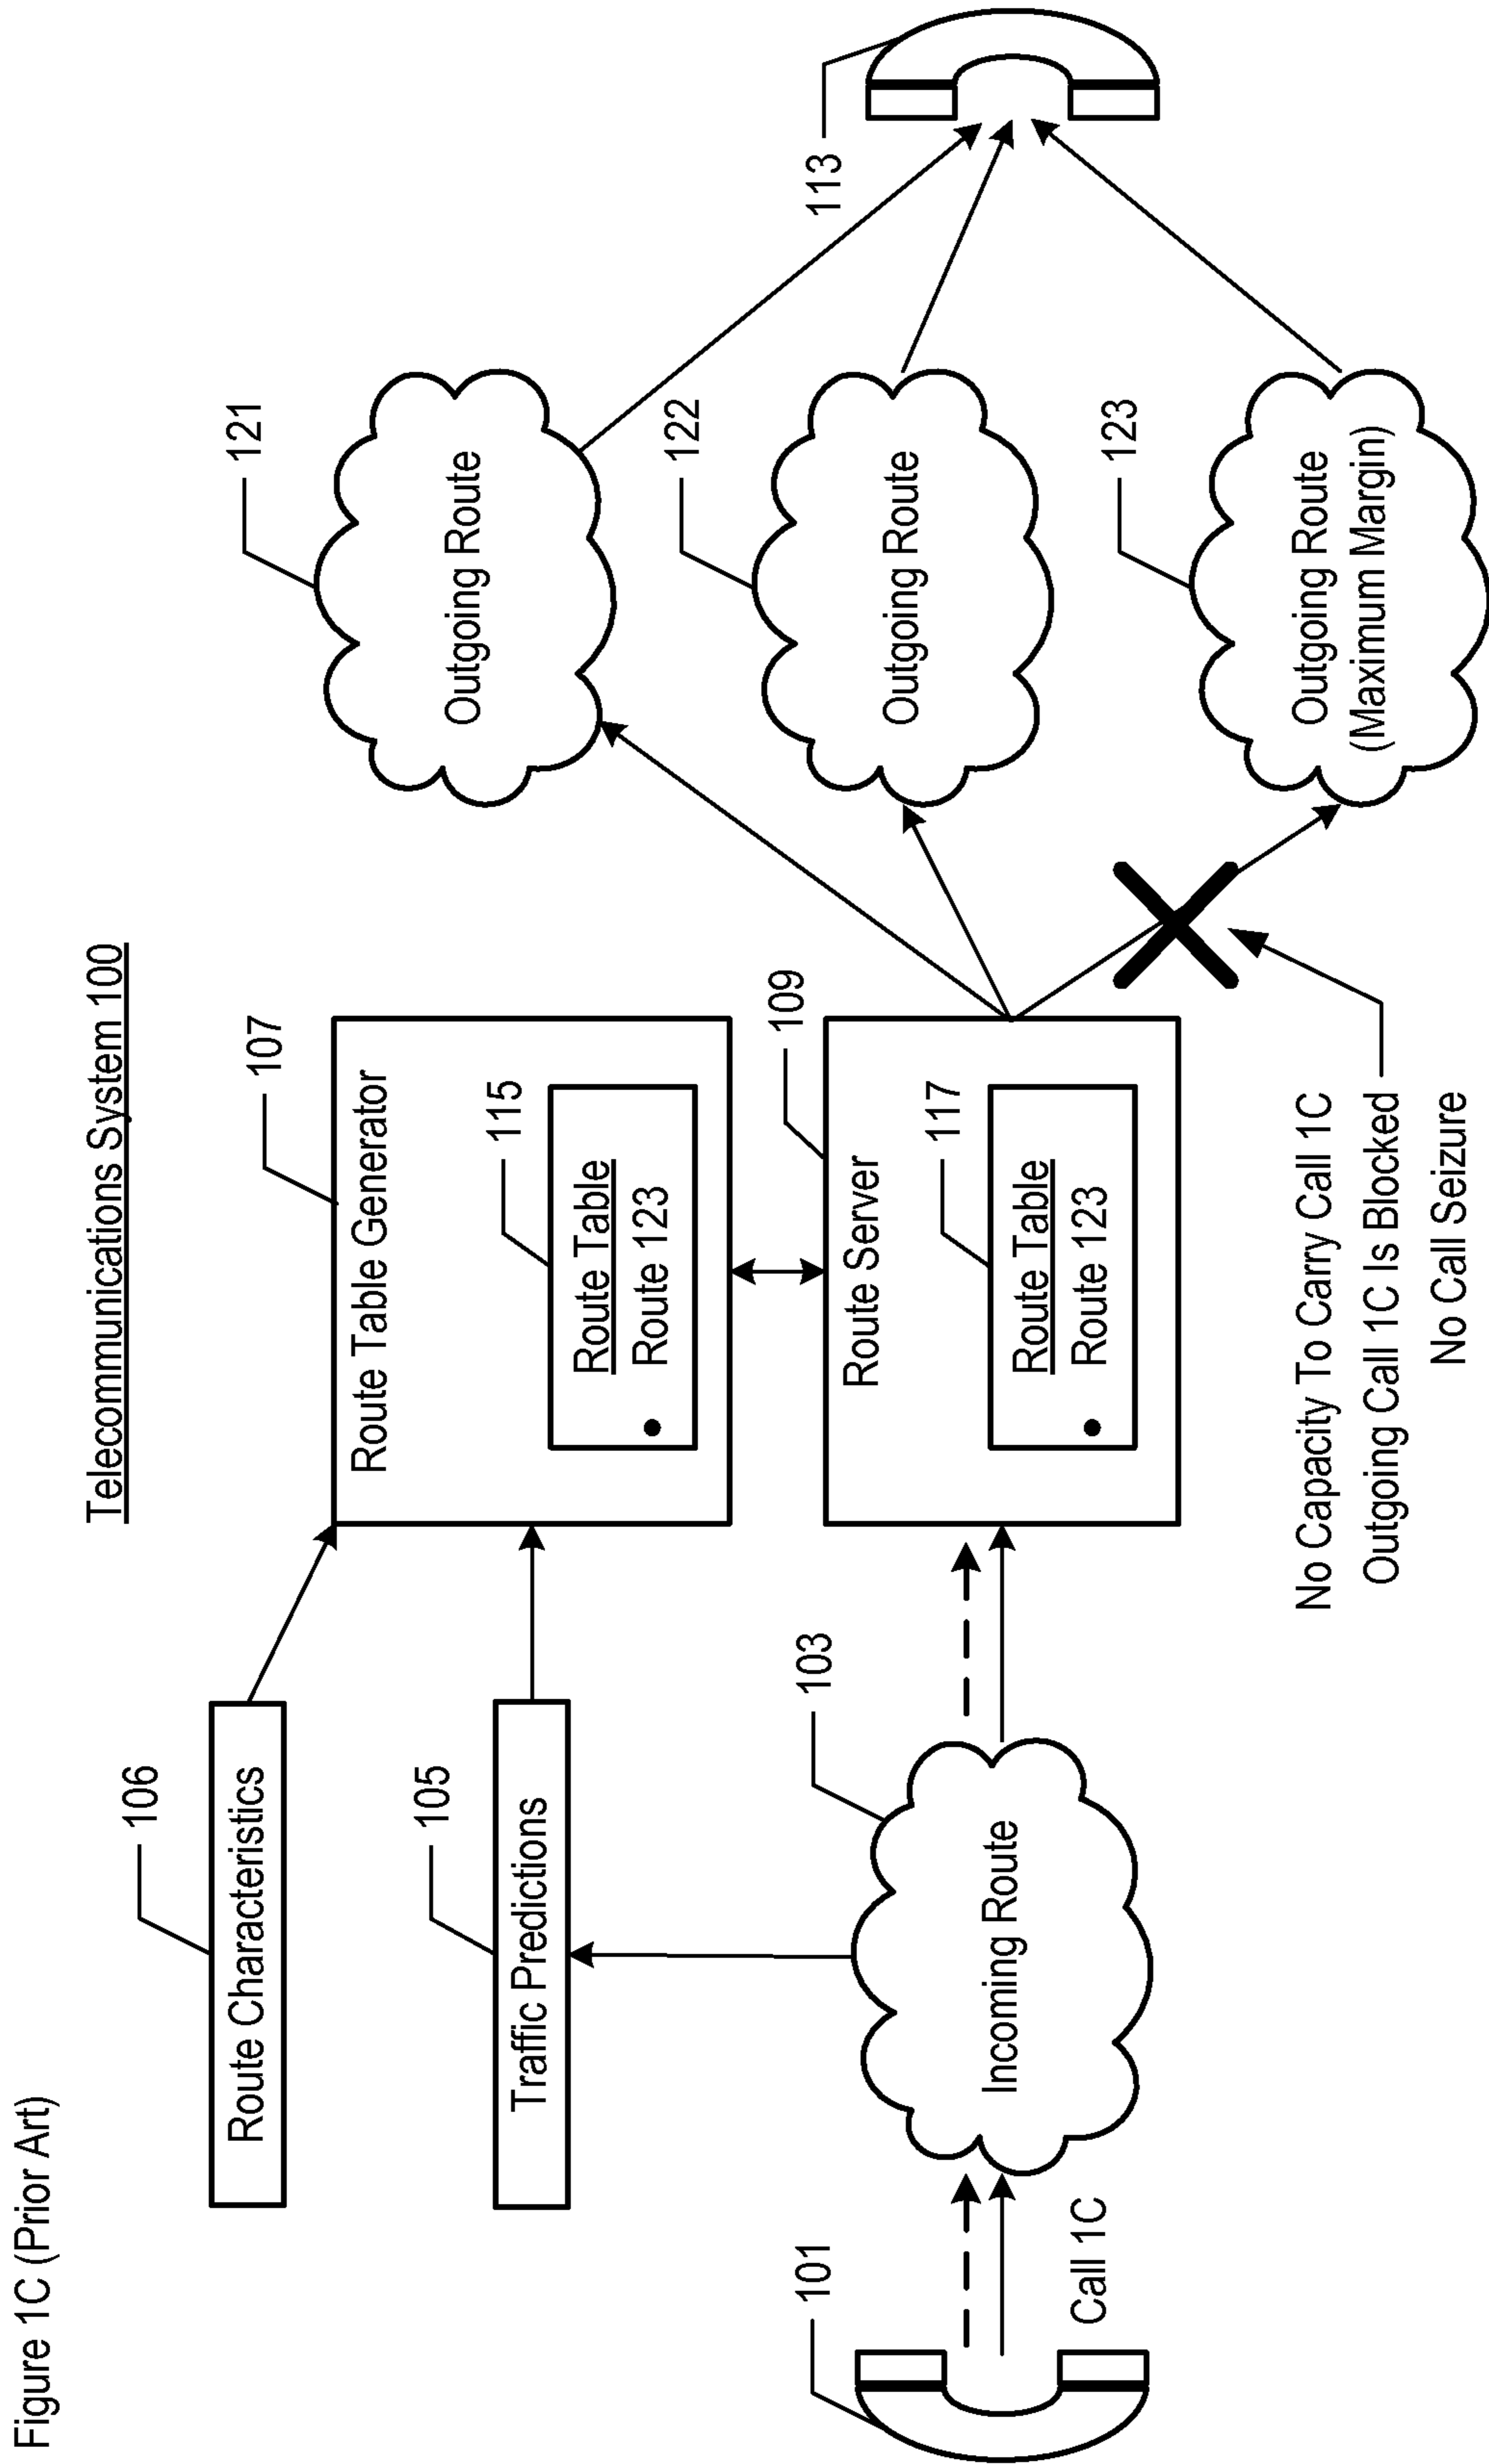 Figure 1C (Prior Art)
Telecommunications System 100
106
Route Characteristics
105
Traffic Predictions
107
Route Table Generator
115
Route Table
• Route 123
121
Outgoing Route
101
Call 1C
103
Incoming Route
109
Route Server
117
Route Table
• Route 123
122
Outgoing Route
113
123
Outgoing Route
(Maximum Margin)
No Capacity To Carry Call 1C
Outgoing Call 1C Is Blocked
No Call Seizure